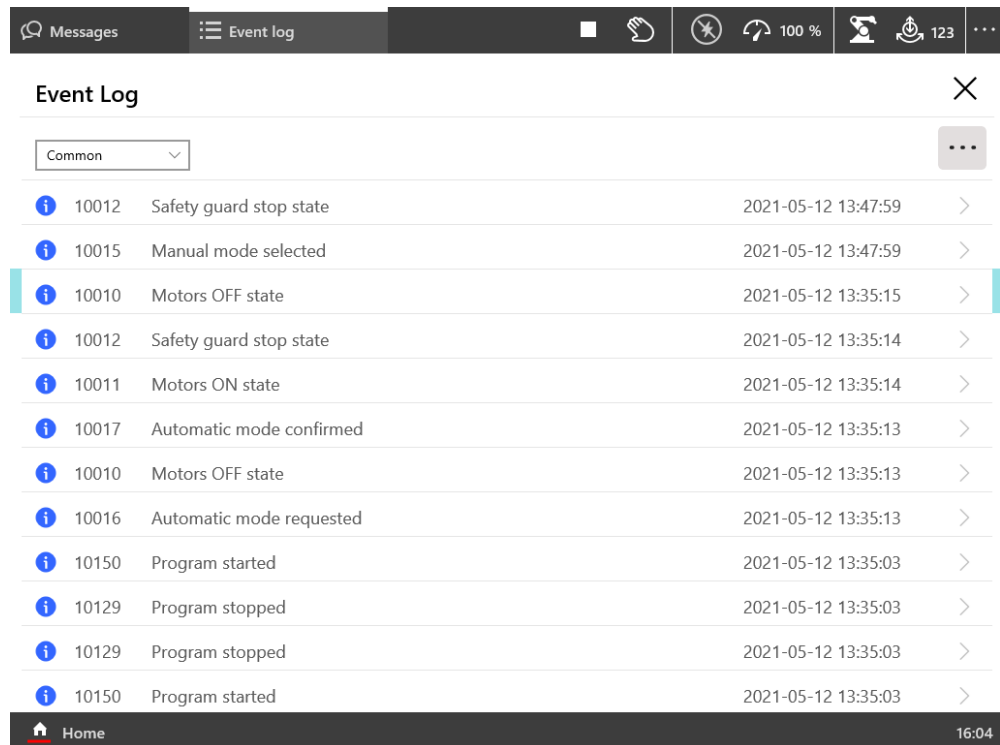 Messages Event log 100 % 123 ...
Event Log
Common ...
10012 Safety guard stop state 2021-05-12 13:47:59
10015 Manual mode selected 2021-05-12 13:47:59
10010 Motors OFF state 2021-05-12 13:35:15
10012 Safety guard stop state 2021-05-12 13:35:14
10011 Motors ON state 2021-05-12 13:35:14
10017 Automatic mode confirmed 2021-05-12 13:35:13
10010 Motors OFF state 2021-05-12 13:35:13
10016 Automatic mode requested 2021-05-12 13:35:13
10150 Program started 2021-05-12 13:35:03
10129 Program stopped 2021-05-12 13:35:03
10129 Program stopped 2021-05-12 13:35:03
10150 Program started 2021-05-12 13:35:03
Home 16:04